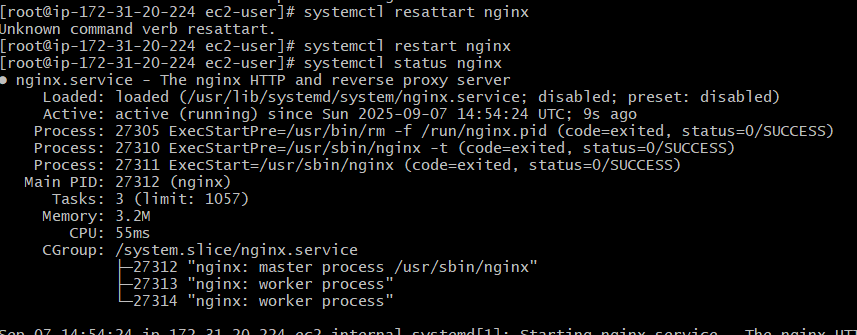 [root@ip-172-31-20-224 ec2-user]# systemctl resattart nginx
Unknown command verb resattart.
[root@ip-172-31-20-224 ec2-user]# systemctl restart nginx
[root@ip-172-31-20-224 ec2-user]# systemctl status nginx
● nginx.service - The nginx HTTP and reverse proxy server
     Loaded: loaded (/usr/lib/systemd/system/nginx.service; disabled; preset: disabled)
     Active: active (running) since Sun 2025-09-07 14:54:24 UTC; 9s ago
    Process: 27305 ExecStartPre=/usr/bin/rm -f /run/nginx.pid (code=exited, status=0/SUCCESS)
    Process: 27310 ExecStartPre=/usr/sbin/nginx -t (code=exited, status=0/SUCCESS)
    Process: 27311 ExecStart=/usr/sbin/nginx (code=exited, status=0/SUCCESS)
   Main PID: 27312 (nginx)
      Tasks: 3 (limit: 1057)
     Memory: 3.2M
        CPU: 55ms
     CGroup: /system.slice/nginx.service
             ├─27312 "nginx: master process /usr/sbin/nginx"
             ├─27313 "nginx: worker process"
             └─27314 "nginx: worker process"
Sep 07 14:54:24 ip-172-31-20-224.ec2.internal systemd[1]: Starting nginx.service - The nginx HTT